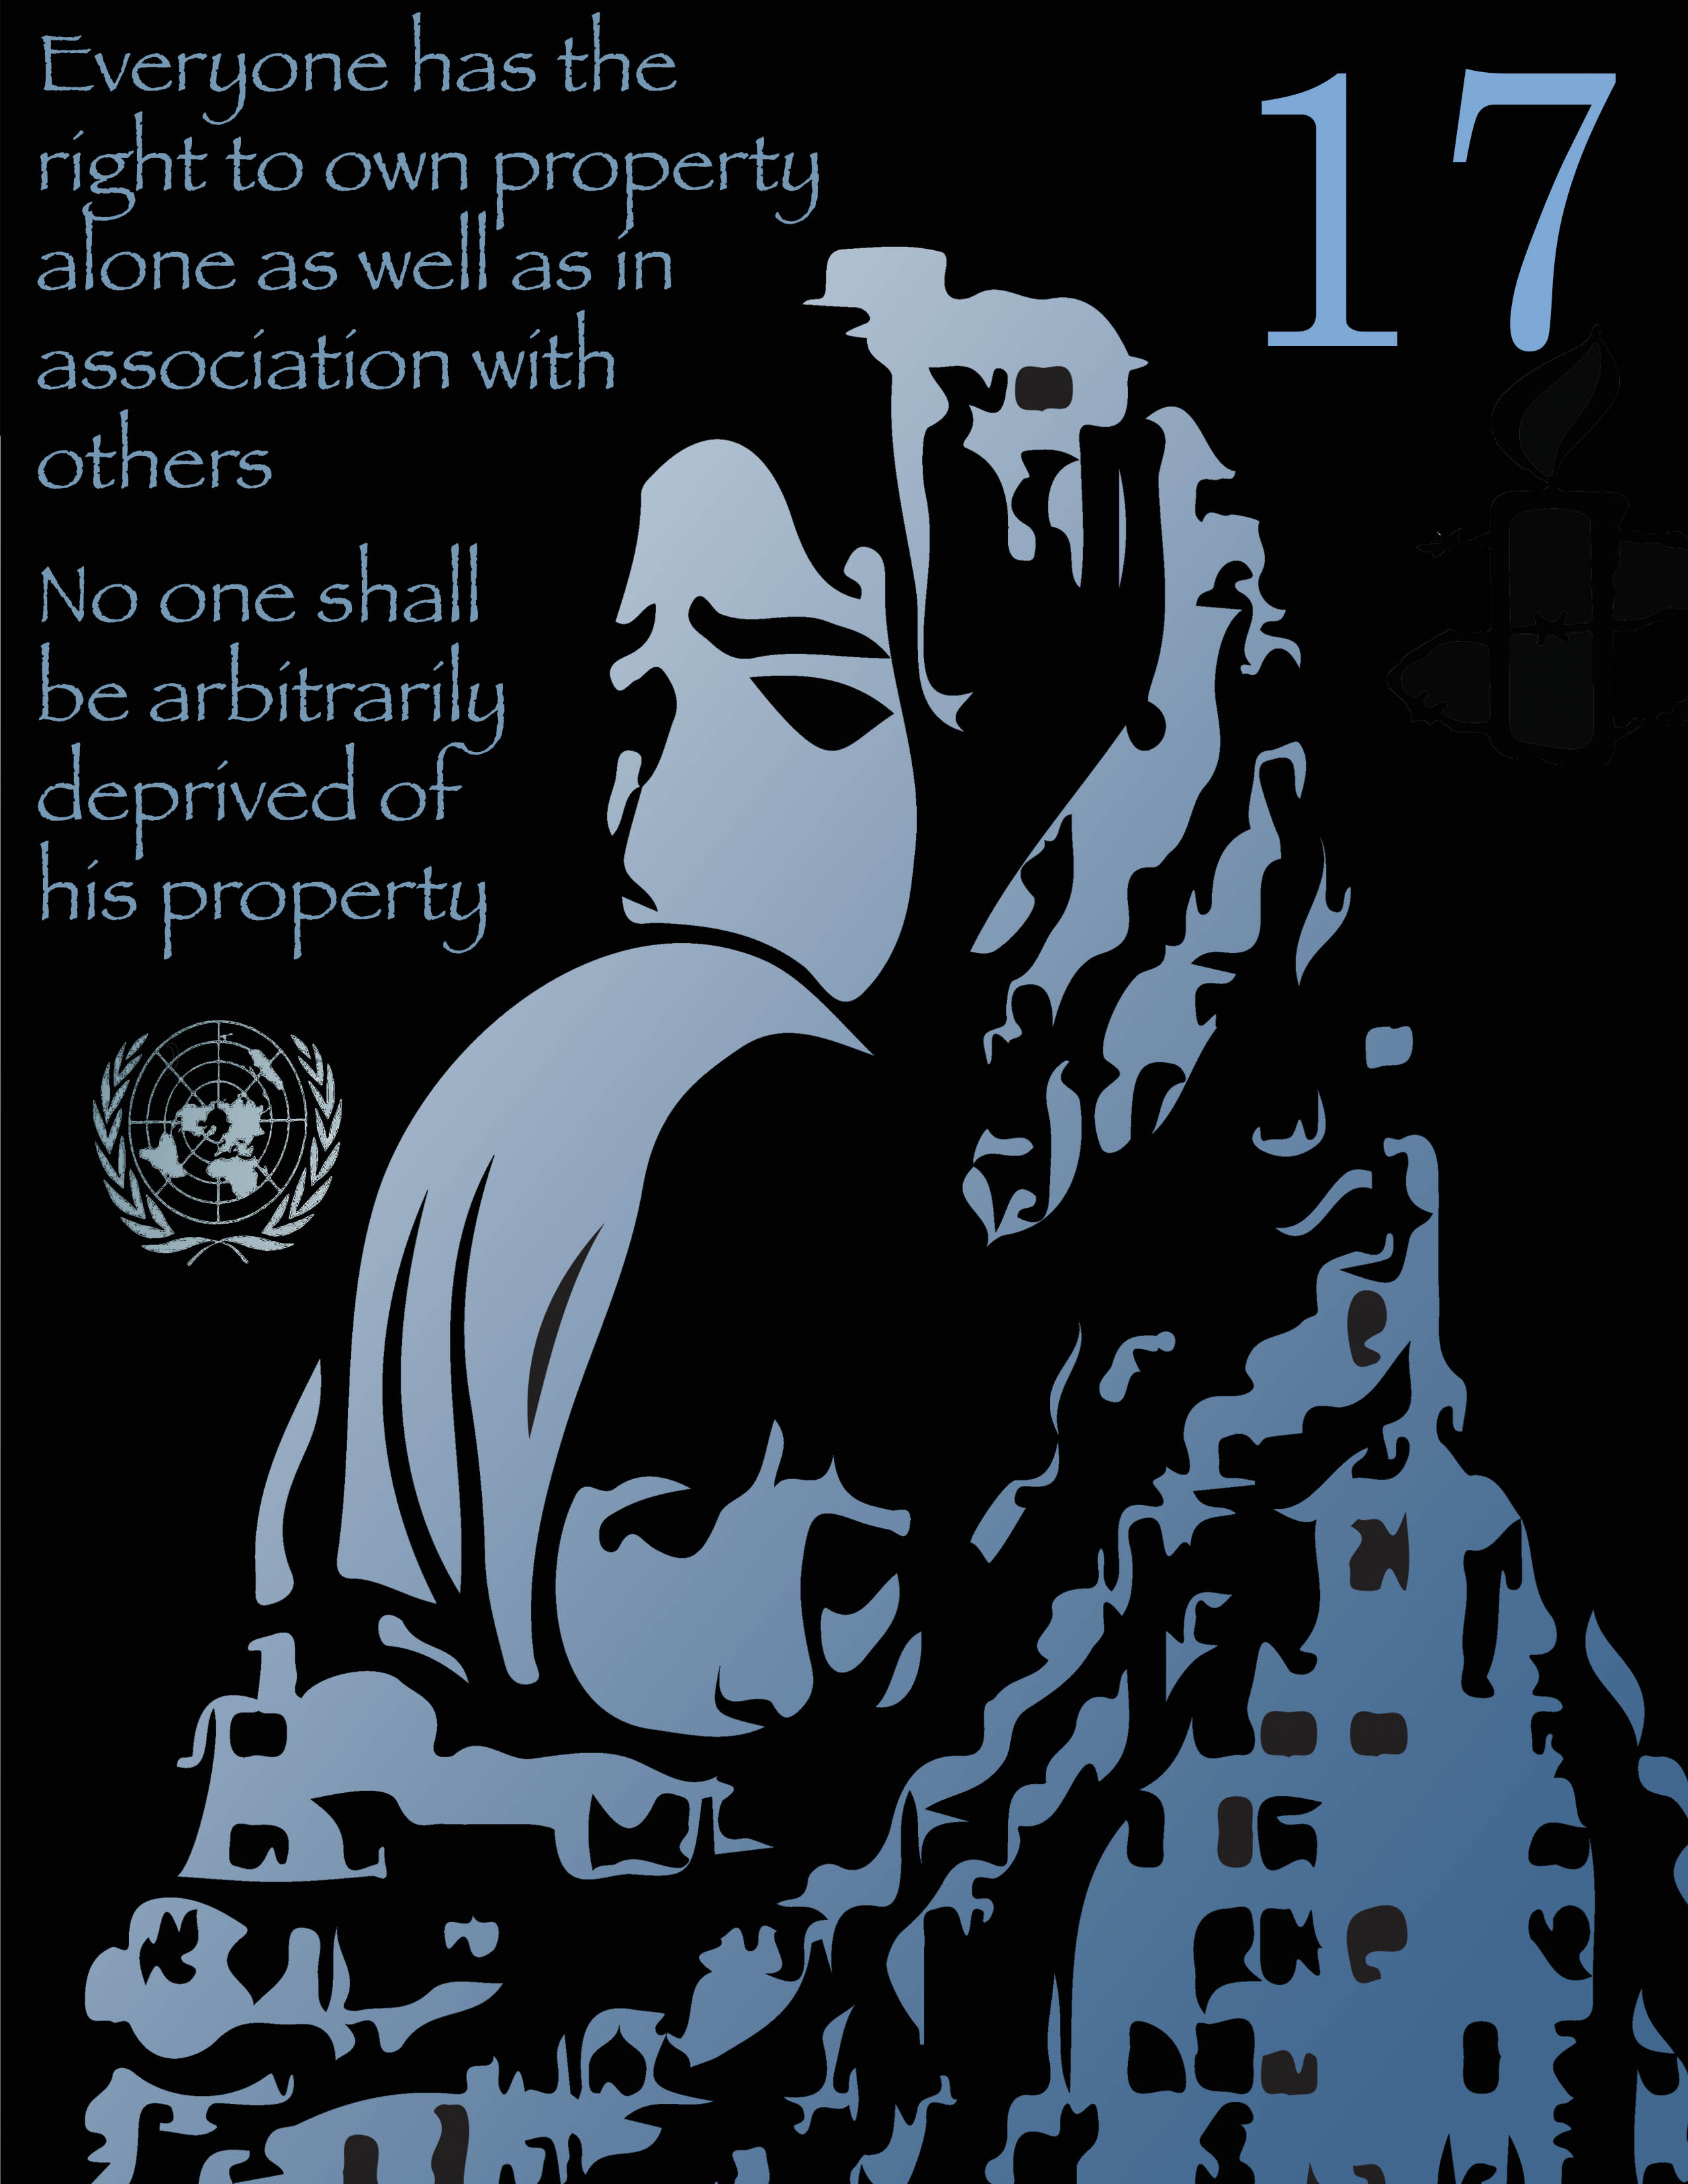 Everyone has the
right to own property
alone as well as in
association with
others
No one shall
be arbitrarily
deprived of
his property
17